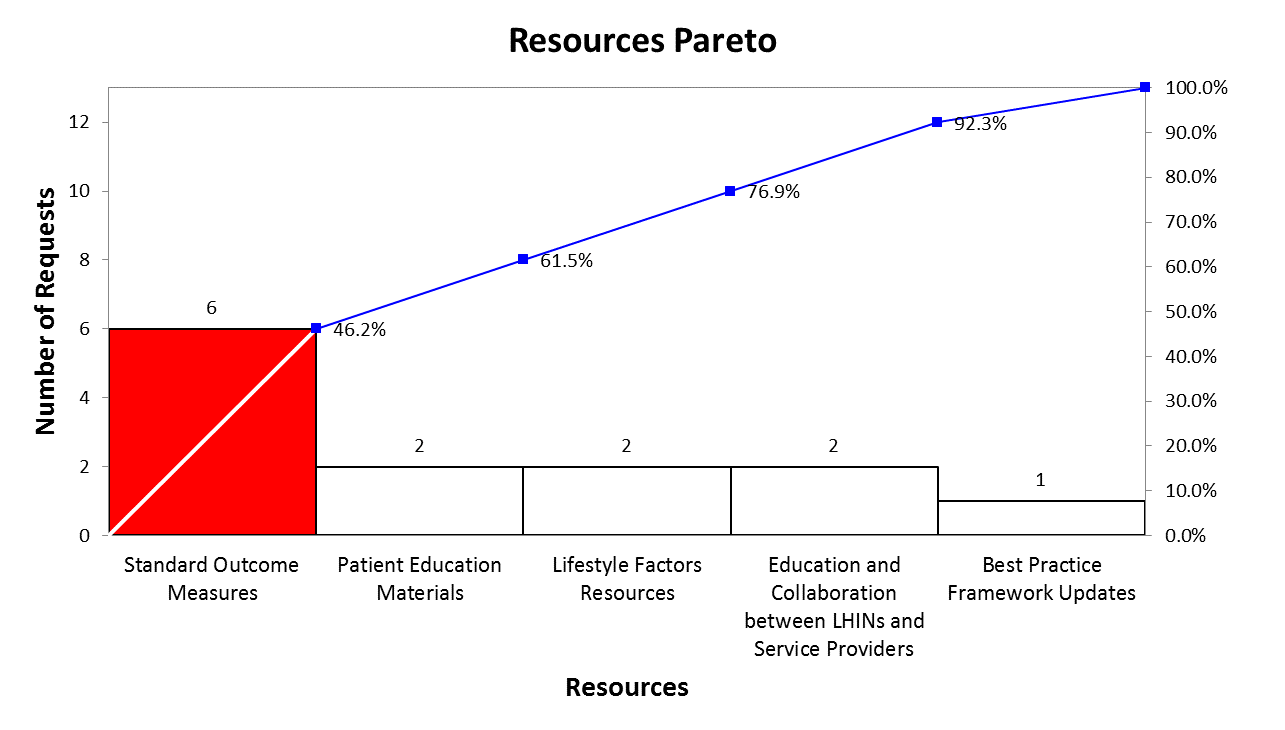 Resources Pareto
Number of Requests
12
10
8
6
4
2
0
6
2
2
2
1
46.2%
61.5%
76.9%
92.3%
100.0%
90.0%
80.0%
70.0%
60.0%
50.0%
40.0%
30.0%
20.0%
10.0%
0.0%
Standard Outcome
Measures
Patient Education
Materials
Lifestyle Factors
Resources
Education and
Collaboration
between LHINs and
Service Providers
Best Practice
Framework Updates
Resources